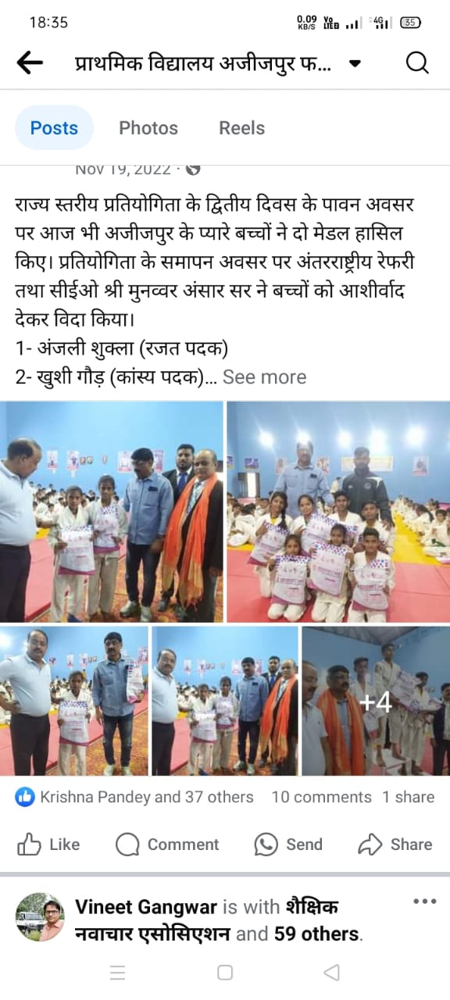 18:35
0.09 KB/S Vo LTE 4G 35
प्राथमिक विद्यालय अजीजपुर फ...
Posts Photos Reels
Nov 19, 2022 ·
राज्य स्तरीय प्रतियोगिता के द्वितीय दिवस के पावन अवसर
पर आज भी अजीजपुर के प्यारे बच्चों ने दो मेडल हासिल
किए। प्रतियोगिता के समापन अवसर पर अंतरराष्ट्रीय रेफरी
तथा सीईओ श्री मुनव्वर अंसार सर ने बच्चों को आशीर्वाद
देकर विदा किया।
1- अंजली शुक्ला (रजत पदक)
2- खुशी गौड़ (कांस्य पदक)... See more
+4
Krishna Pandey and 37 others 10 comments 1 share
Like Comment Send Share
Vineet Gangwar is with शैक्षिक
नवाचार एसोसिएशन and 59 others.